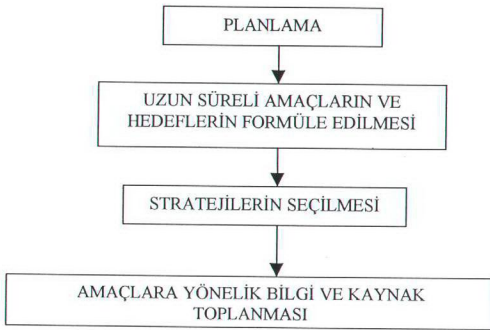 PLANLAMA
UZUN SÜRELİ AMAÇLARIN VE
HEDEFLERİN FORMÜLE EDİLMESİ
STRATEJİLERİN SEÇİLMESİ
AMAÇLARA YÖNELİK BİLGİ VE KAYNAK
TOPLANMASI